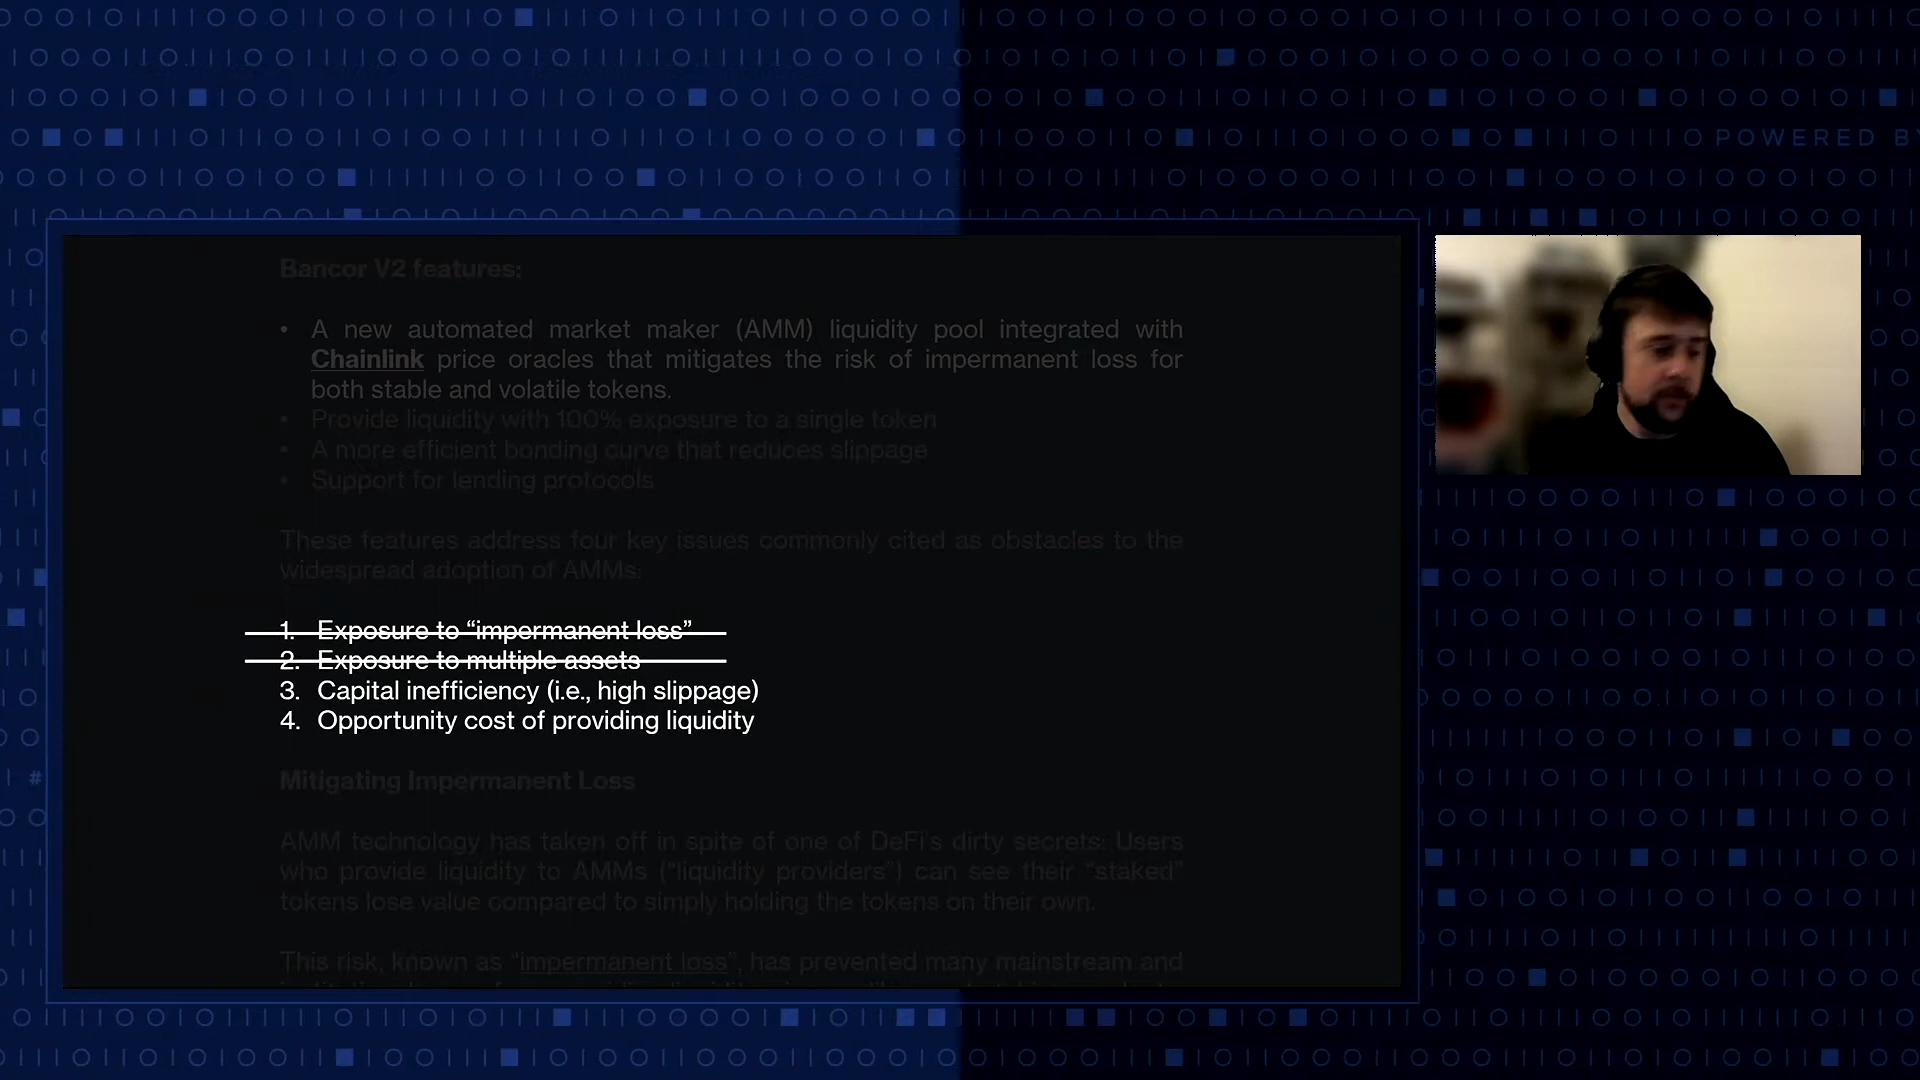 POWERED BY
Bancor V2 features:
• A new automated market maker (AMM) liquidity pool integrated with
Chainlink price oracles that mitigates the risk of impermanent loss for
both stable and volatile tokens.
• Provide liquidity with 100% exposure to a single token
• A more efficient bonding curve that reduces slippage
• Support for lending protocols
These features address four key issues commonly cited as obstacles to the
widespread adoption of AMMs:
1. Exposure to “impermanent loss”
2. Exposure to multiple assets
3. Capital inefficiency (i.e., high slippage)
4. Opportunity cost of providing liquidity
Mitigating Impermanent Loss
AMM technology has taken off in spite of one of DeFi's dirty secrets: Users
who provide liquidity to AMMs (“liquidity providers”) can see their “staked”
tokens lose value compared to simply holding the tokens on their own.
This risk, known as “impermanent loss”, has prevented many mainstream and